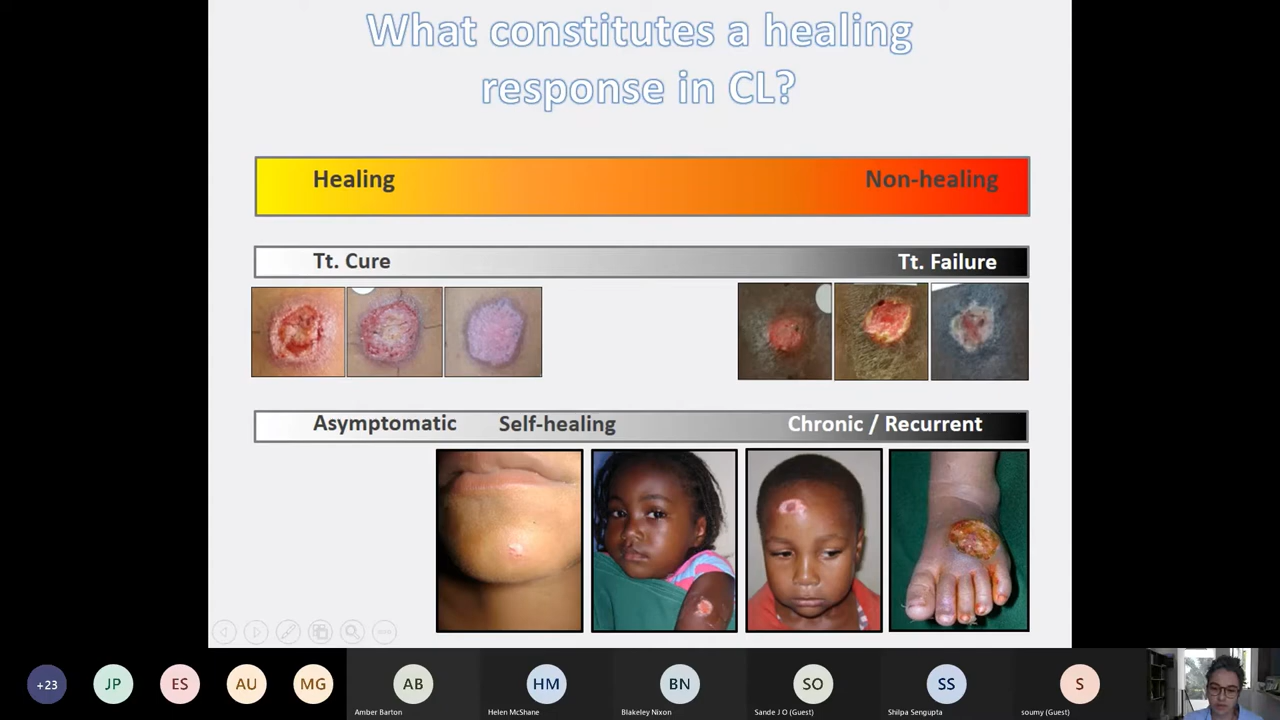 What constitutes a healing
response in CL?
Healing
Non-healing
Tt. Cure
Tt. Failure
Asymptomatic
Self-healing
Chronic / Recurrent
+23
JP
ES
AU
MG
AB
Amber Barton
HM
Helen McShane
BN
Blakeley Nixon
SO
Sande J O (Guest)
SS
Shilpa Sengupta
S
soumy (Guest)